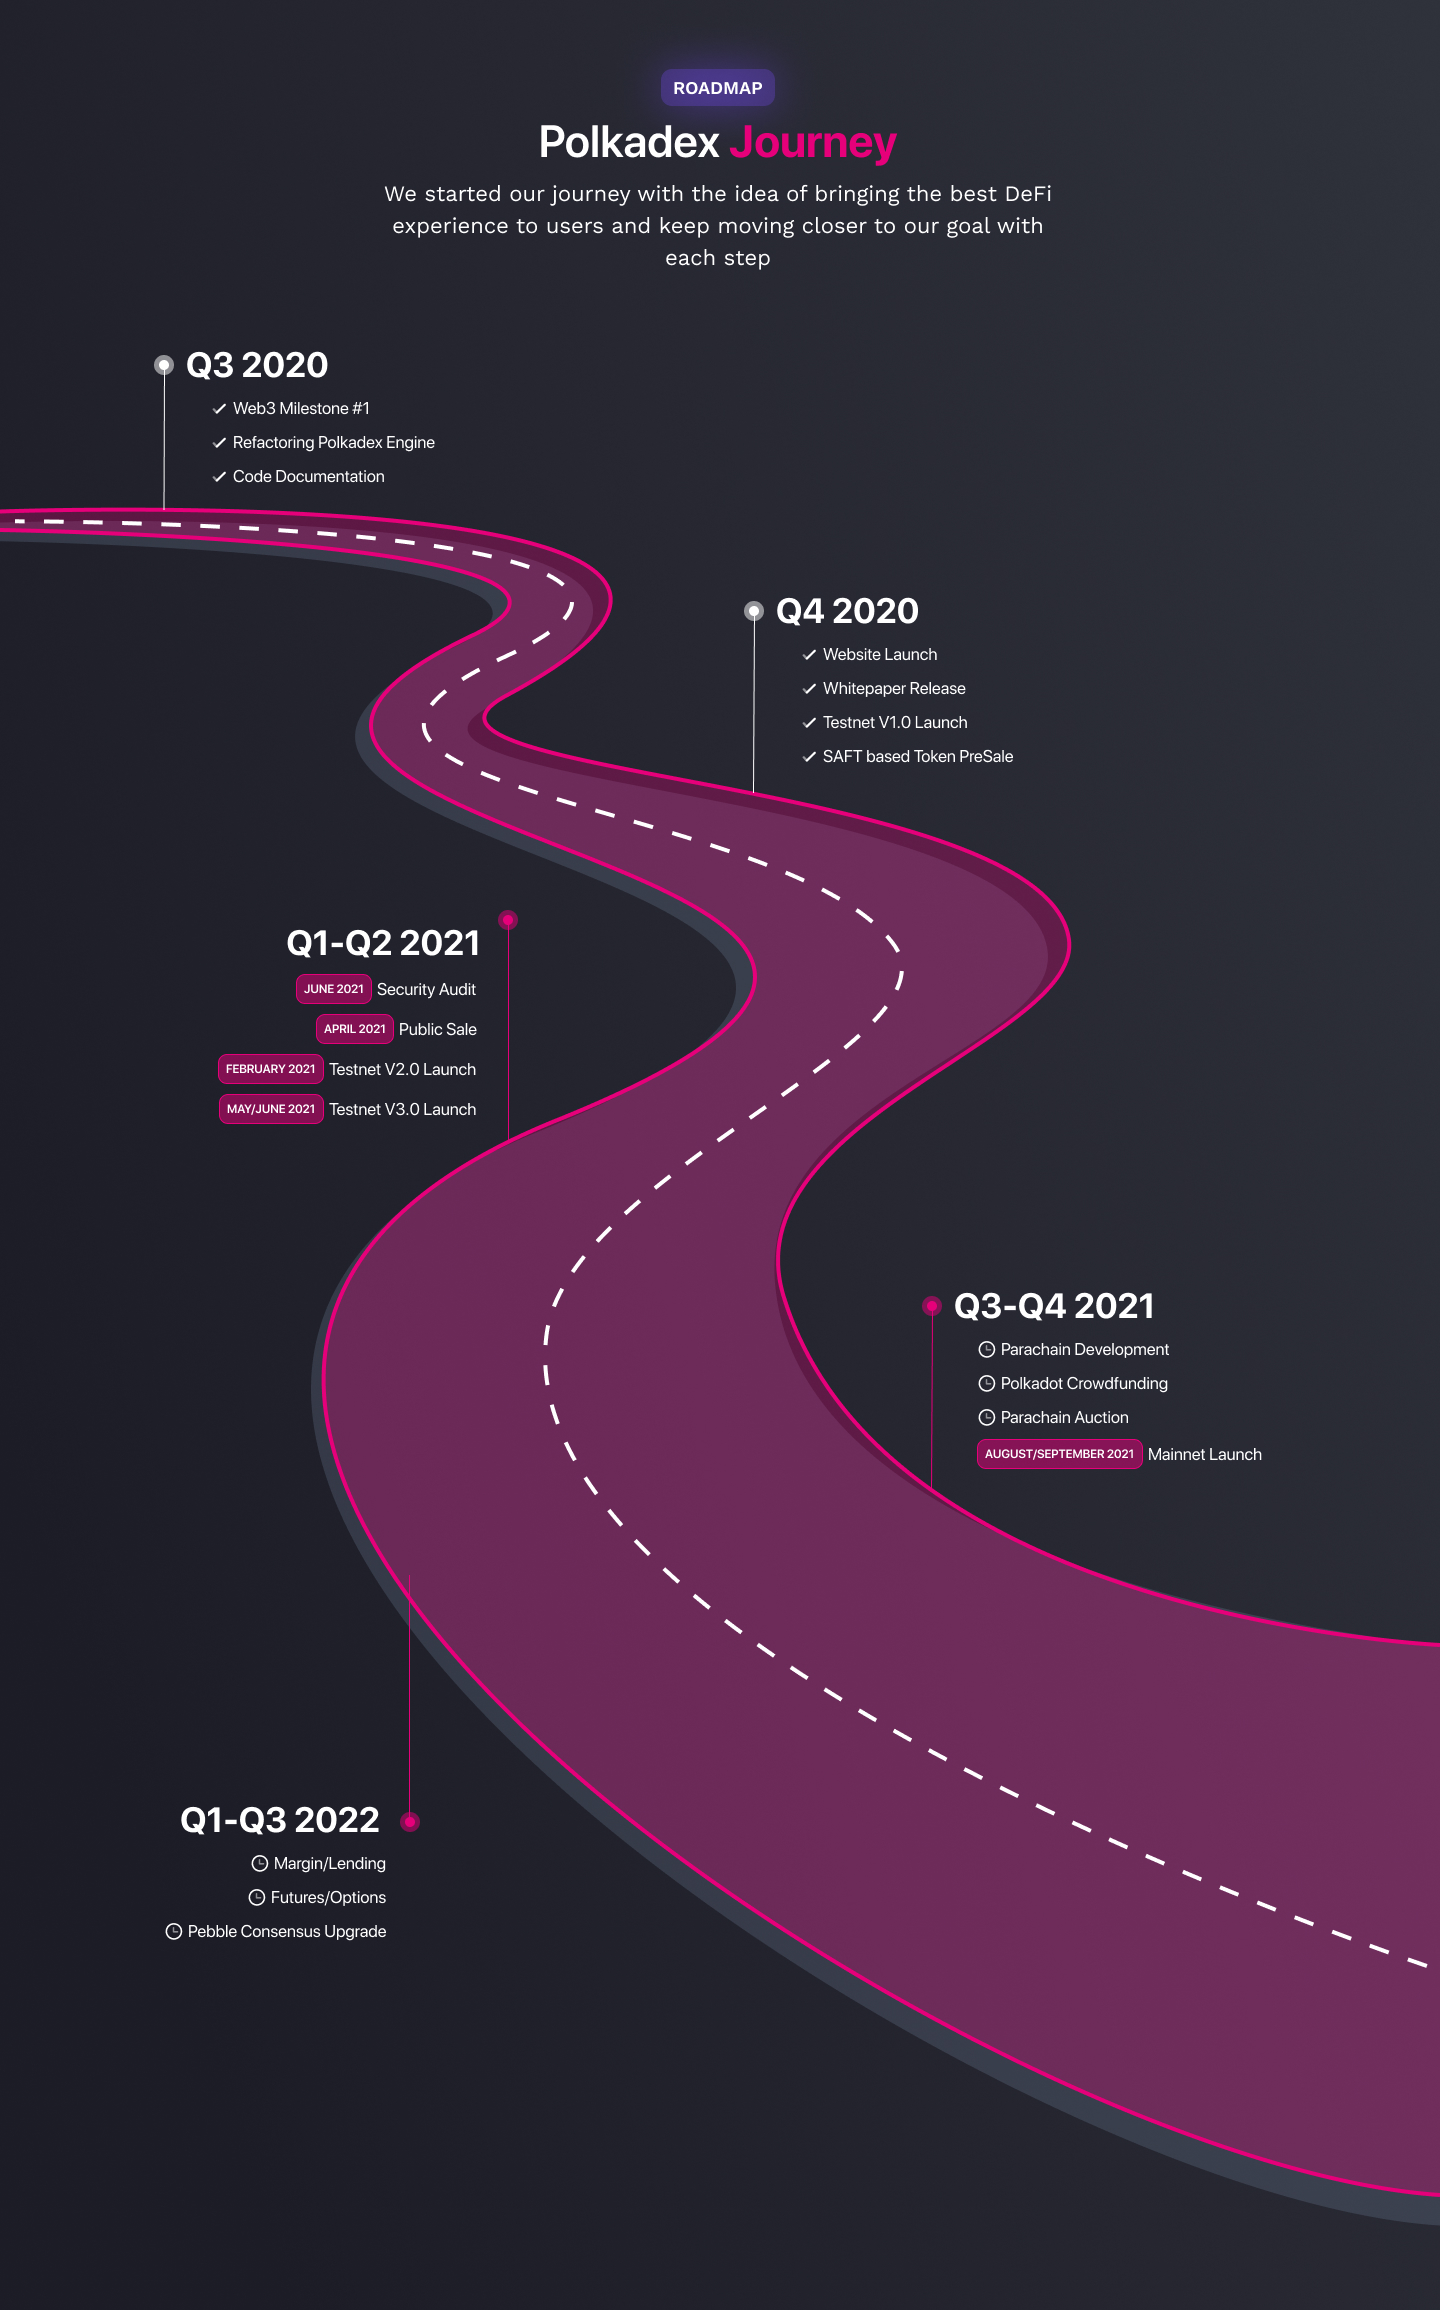 ROADMAP
Polkadex Journey
We started our journey with the idea of bringing the best DeFi
experience to users and keep moving closer to our goal with
each step
Q3 2020
Web3 Milestone #1
Refactoring Polkadex Engine
Code Documentation
Q4 2020
Website Launch
Whitepaper Release
Testnet V1.0 Launch
SAFT based Token PreSale
Q1-Q2 2021
JUNE 2021 Security Audit
APRIL 2021 Public Sale
FEBRUARY 2021 Testnet V2.0 Launch
MAY/JUNE 2021 Testnet V3.0 Launch
Q3-Q4 2021
Parachain Development
Polkadot Crowdfunding
Parachain Auction
AUGUST/SEPTEMBER 2021 Mainnet Launch
Q1-Q3 2022
Margin/Lending
Futures/Options
Pebble Consensus Upgrade